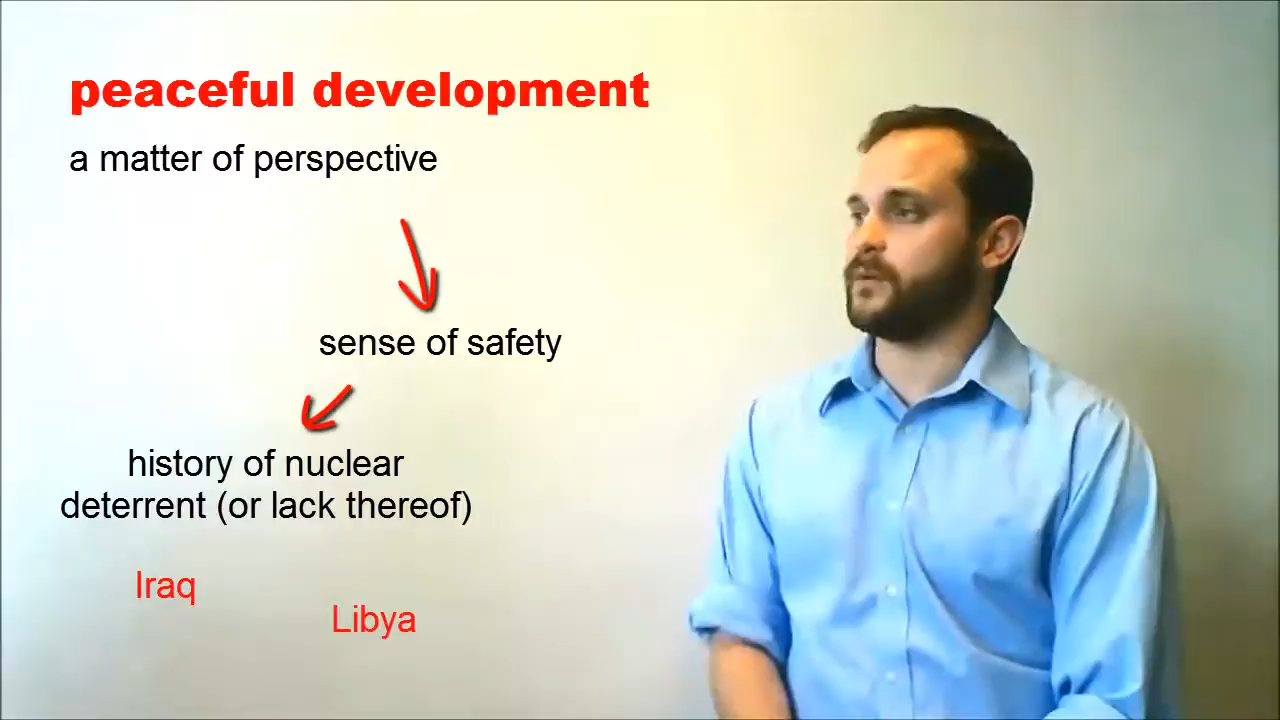 peaceful development
a matter of perspective
sense of safety
history of nuclear
deterrent (or lack thereof)
Iraq
Libya